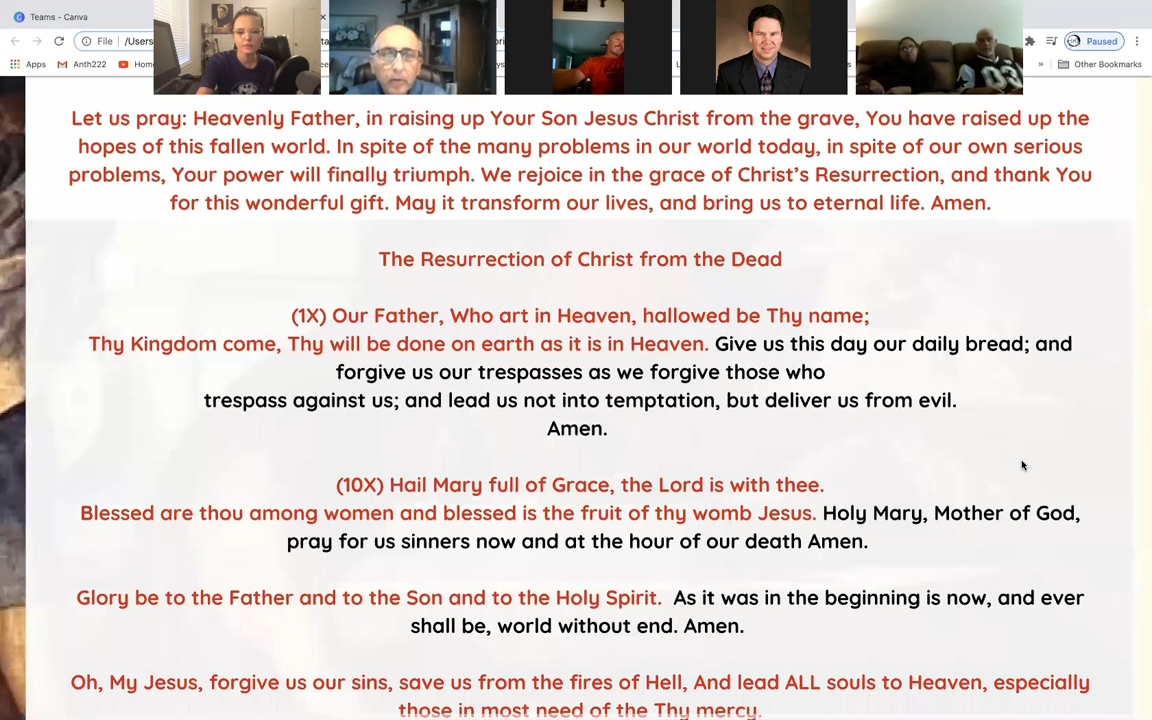 Teams - Canva
File /Users
Paused
Apps Anth222 Home Other Bookmarks
Let us pray: Heavenly Father, in raising up Your Son Jesus Christ from the grave, You have raised up the
hopes of this fallen world. In spite of the many problems in our world today, in spite of our own serious
problems, Your power will finally triumph. We rejoice in the grace of Christ's Resurrection, and thank You
for this wonderful gift. May it transform our lives, and bring us to eternal life. Amen.
The Resurrection of Christ from the Dead
(1X) Our Father, Who art in Heaven, hallowed be Thy name;
Thy Kingdom come, Thy will be done on earth as it is in Heaven. Give us this day our daily bread; and
forgive us our trespasses as we forgive those who
trespass against us; and lead us not into temptation, but deliver us from evil.
Amen.
(10X) Hail Mary full of Grace, the Lord is with thee.
Blessed are thou among women and blessed is the fruit of thy womb Jesus. Holy Mary, Mother of God,
pray for us sinners now and at the hour of our death Amen.
Glory be to the Father and to the Son and to the Holy Spirit. As it was in the beginning is now, and ever
shall be, world without end. Amen.
Oh, My Jesus, forgive us our sins, save us from the fires of Hell, And lead ALL souls to Heaven, especially
those in most need of the Thy mercy.